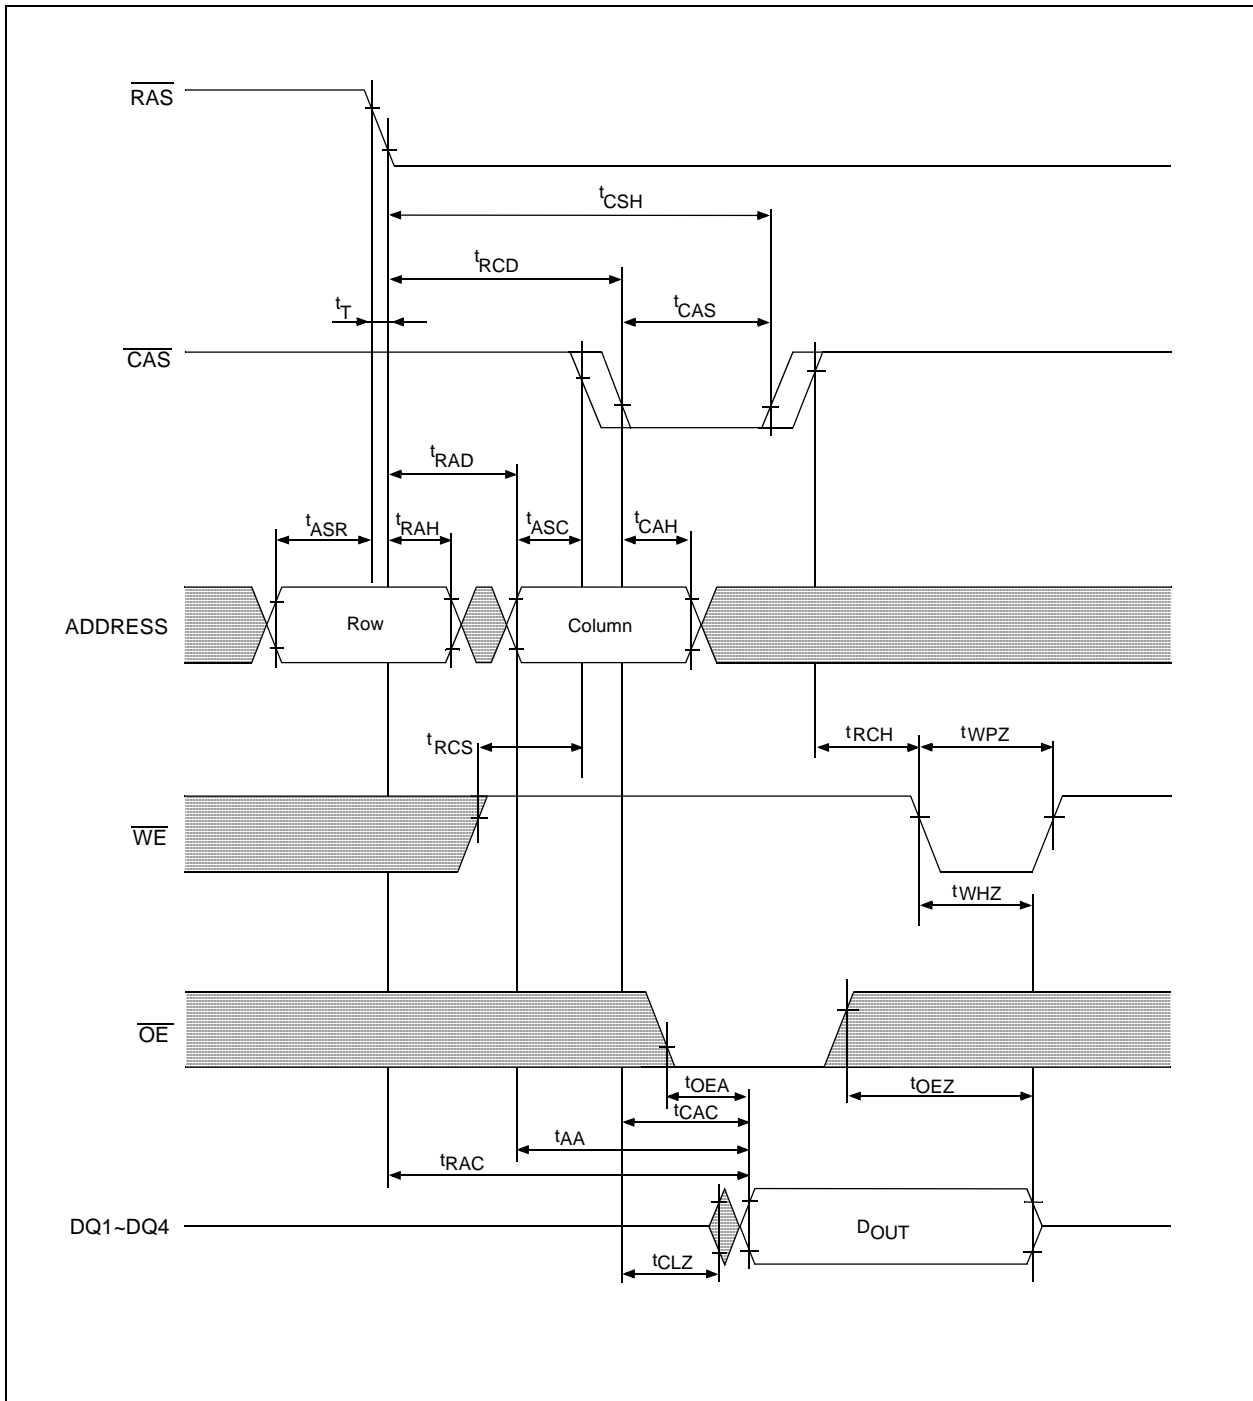 RAS
tCSH
tRCD
tT
tCAS
CAS
tRAD
tASR
tRAH
tASC
tCAH
ADDRESS
Row
Column
tRCS
tRCH
tWPZ
WE
tWHZ
OE
tOEA
tOEZ
tCAC
tAA
tRAC
DQ1~DQ4
DOUT
tCLZ